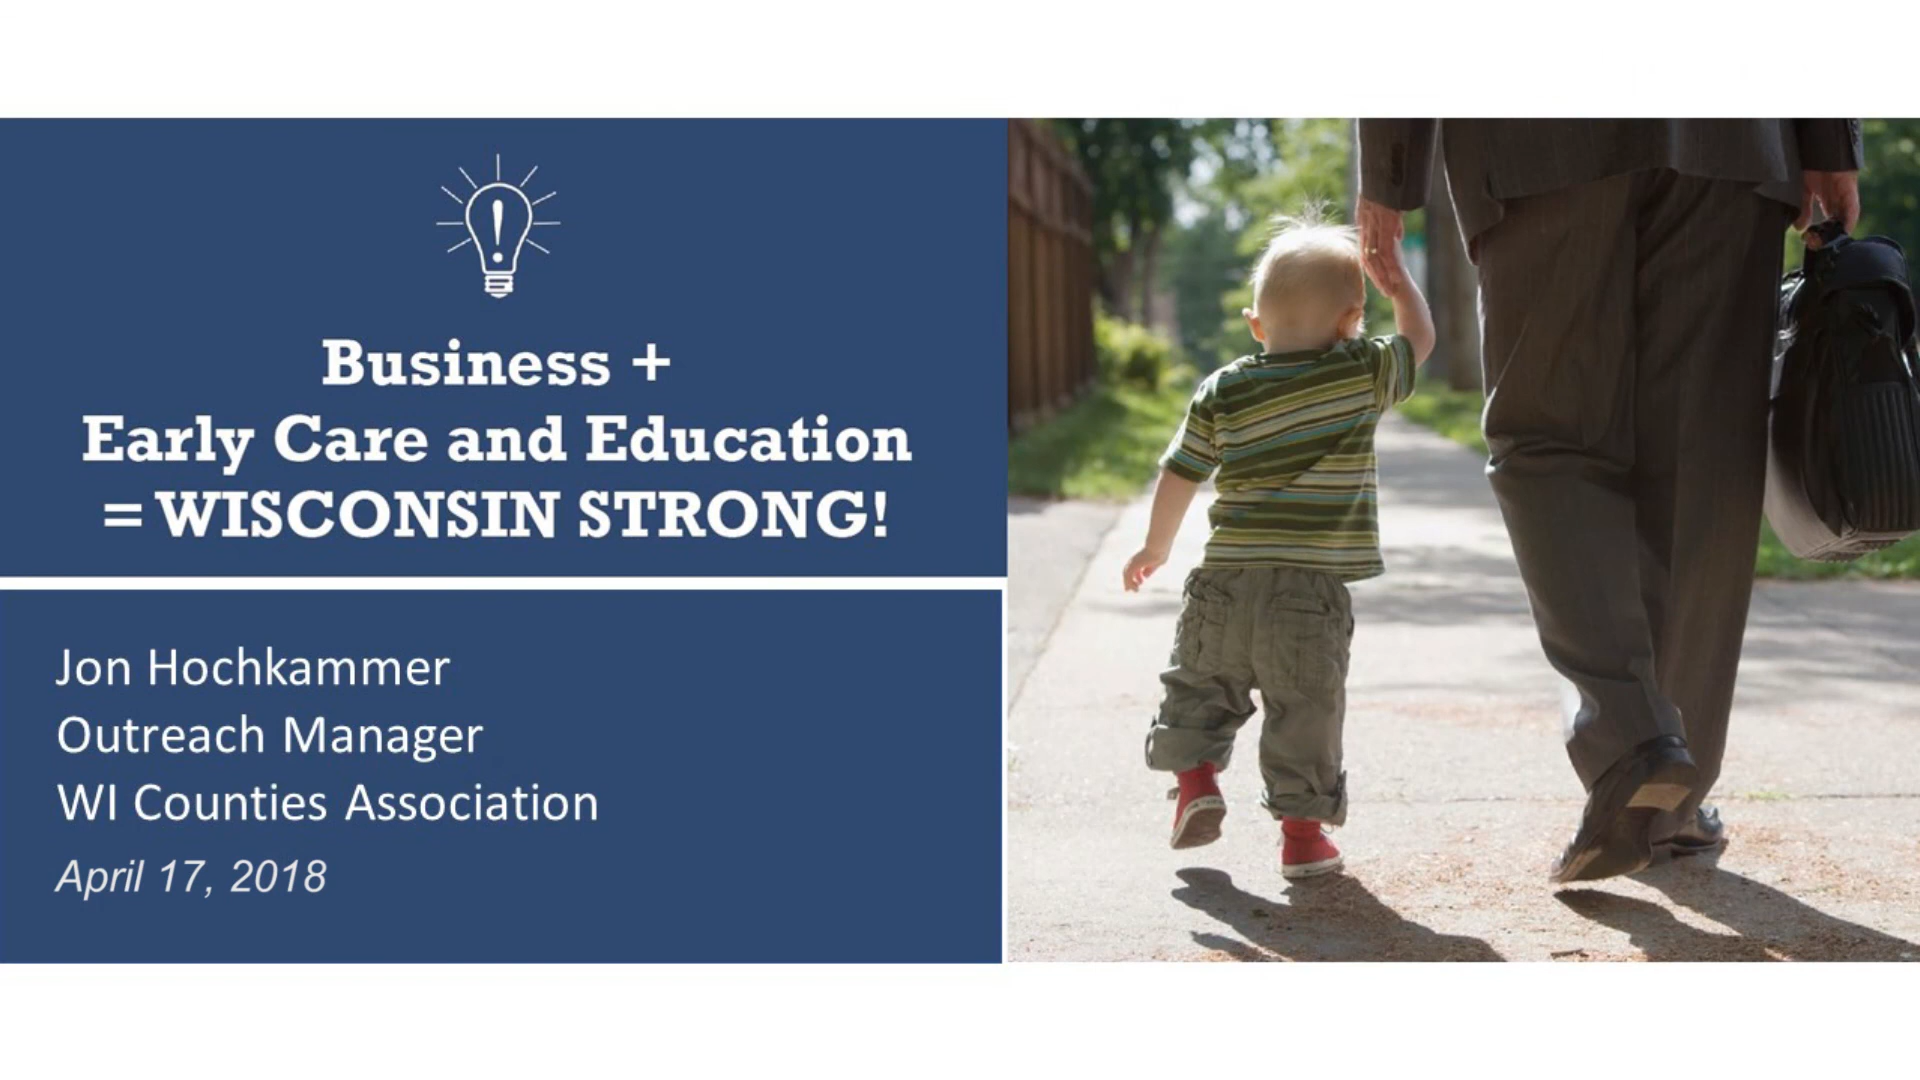 Business +
Early Care and Education
= WISCONSIN STRONG!
Jon Hochkammer
Outreach Manager
WI Counties Association
April 17, 2018